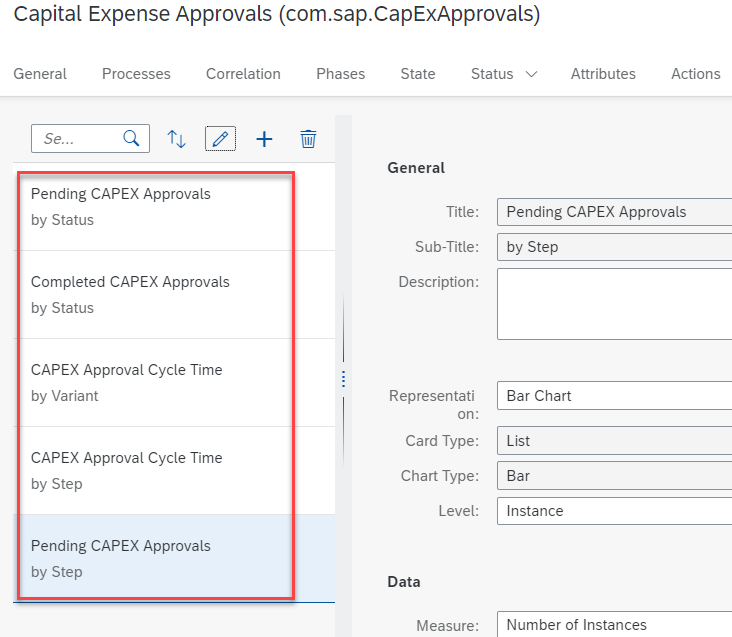 Capital Expense Approvals (com.sap.CapExApprovals)
General Processes Correlation Phases State Status Attributes Actions
Se...
Pending CAPEX Approvals
by Status
Completed CAPEX Approvals
by Status
CAPEX Approval Cycle Time
by Variant
CAPEX Approval Cycle Time
by Step
Pending CAPEX Approvals
by Step
General
Title: Pending CAPEX Approvals
Sub-Title: by Step
Description:
Representati
on: Bar Chart
Card Type: List
Chart Type: Bar
Level: Instance
Data
Measure: Number of Instances